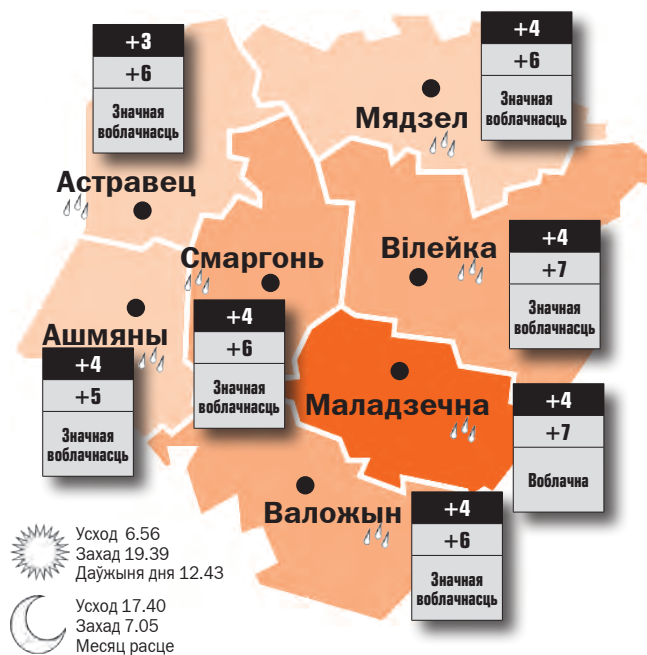 +3
+6
Значная
воблачнасць
Астравец
+4
+6
Значная
воблачнасць
Мядзел
Смаргонь
+4
+6
Значная
воблачнасць
Вілейка
+4
+7
Значная
воблачнасць
Ашмяны
+4
+5
Значная
воблачнасць
Маладзечна
+4
+7
Воблачна
Валожын
+4
+6
Значная
воблачнасць
Усход 6.56
Захад 19.39
Даўжыня дня 12.43
Усход 17.40
Захад 7.05
Месяц расце